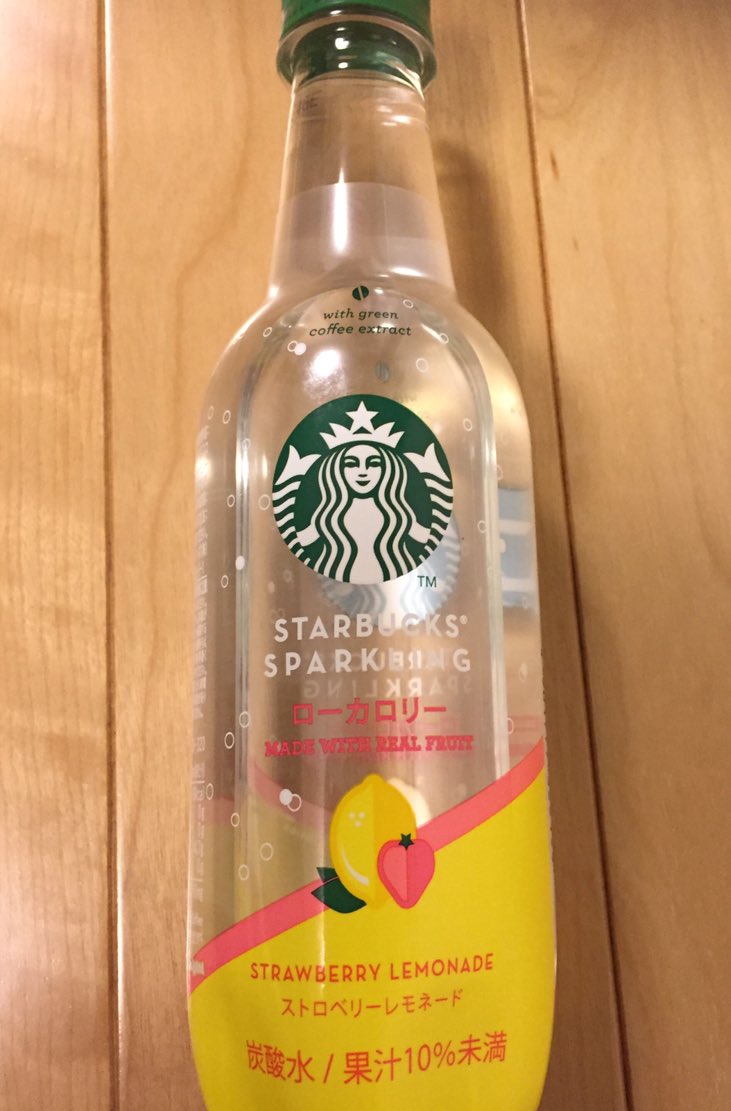 with green
coffee extract
TM
STARBUCKS®
SPARKLING
ローカロリー
MADE WITH REAL FRUIT
STRAWBERRY LEMONADE
ストロベリーレモネード
炭酸水 / 果汁10%未満